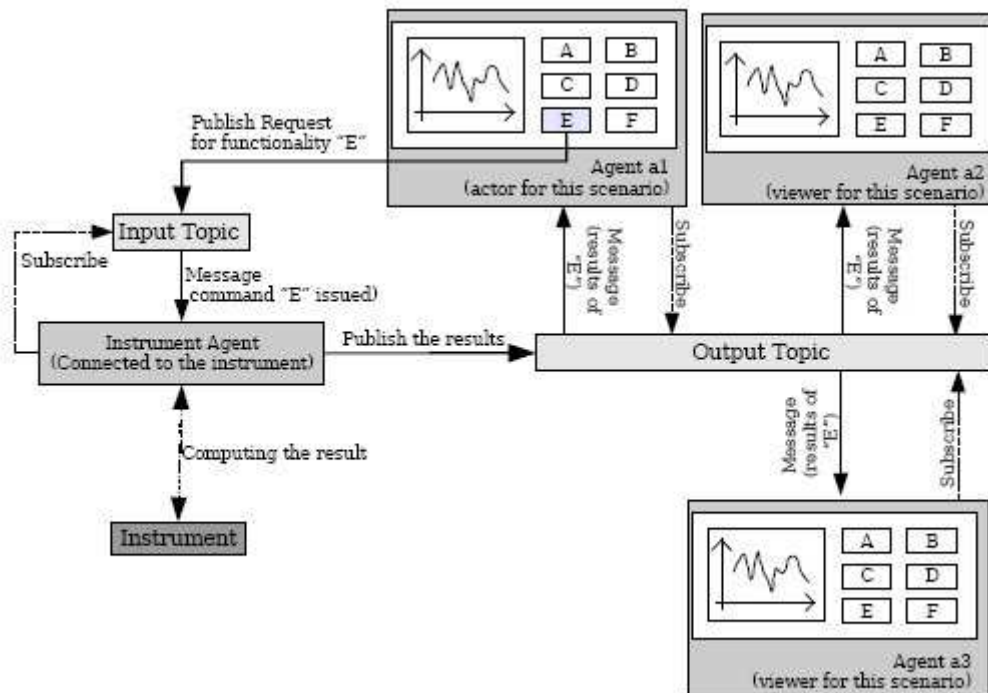 A B
C D
E F
Agent a1
(actor for this scenario)
A B
C D
E F
Agent a2
(viewer for this scenario)
Publish Request
for functionality "E"
Input Topic
Subscribe
Message
command "E" issued)
Instrument Agent
(Connected to the instrument)
Publish the results
Message
(results of
"E")
Subscribe
Message
(results of
"E")
Subscribe
Output Topic
Computing the result
Instrument
Message
(results of
"E")
Subscribe
A B
C D
E F
Agent a3
(viewer for this scenario)